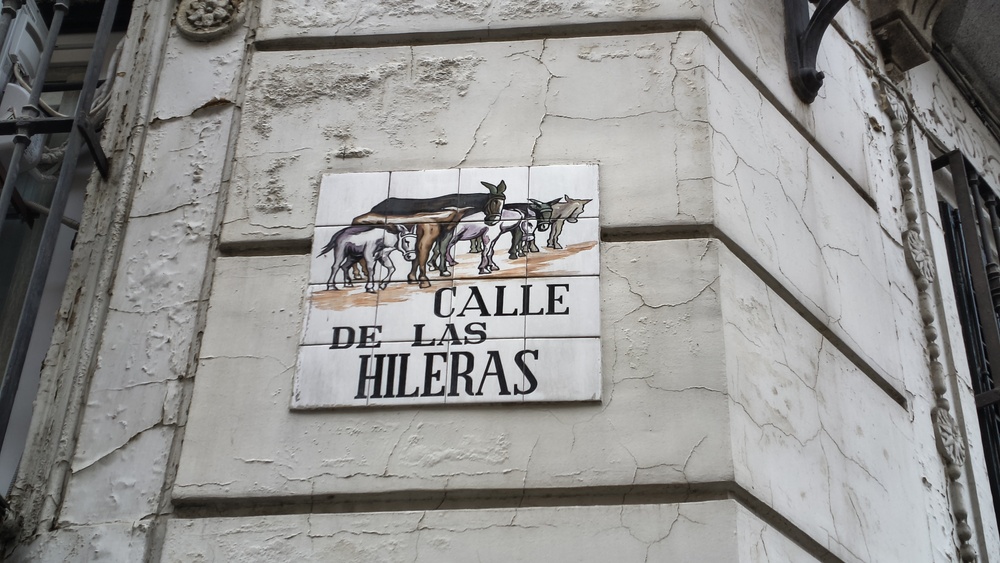 CALLE
DE LAS
HILERAS